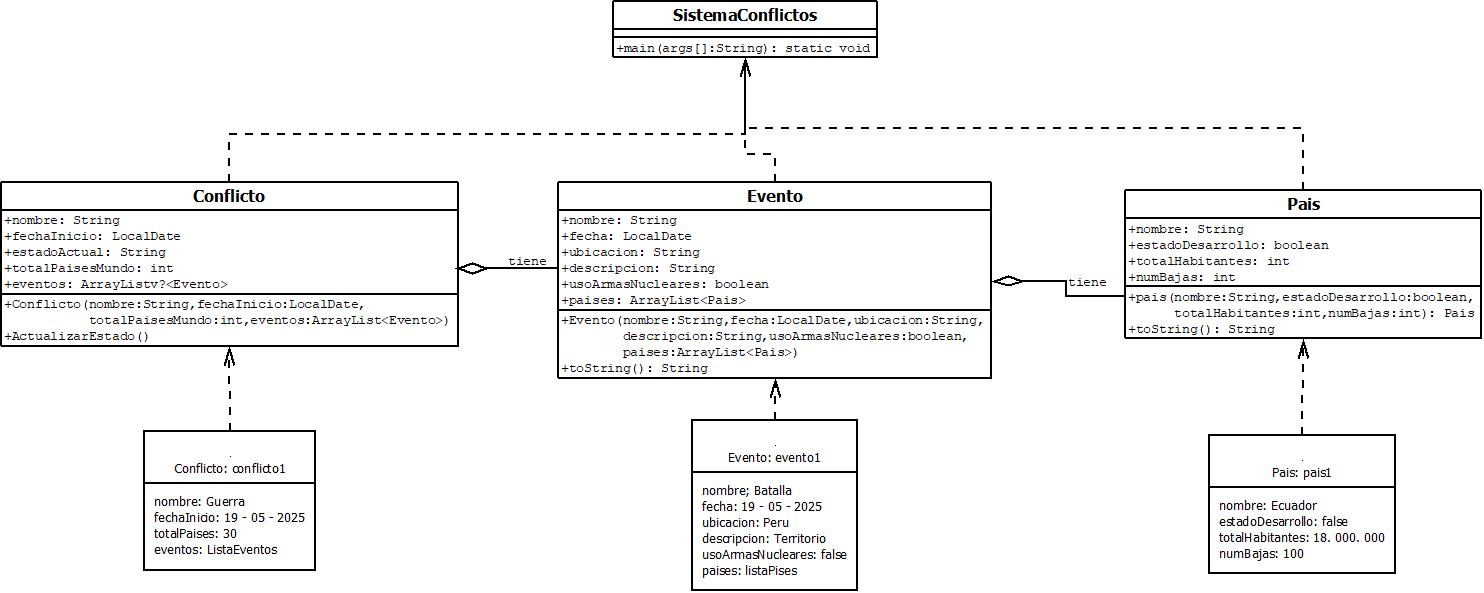 SistemaConflictos
+main(args[]:String): static void
Conflicto
+nombre: String
+fechaInicio: LocalDate
+estadoActual: String
+totalPaisesMundo: int
+eventos: ArrayListv?<Evento>
+Conflicto(nombre:String,fechaInicio:LocalDate,
totalPaisesMundo:int,eventos:ArrayList<Evento>)
+ActualizarEstado()
tiene
Evento
+nombre: String
+fecha: LocalDate
+ubicacion: String
+descripcion: String
+usoArmasNucleares: boolean
+paises: ArrayList<Pais>
+Evento(nombre:String,fecha:LocalDate,ubicacion:String,
descripcion:String,usoArmasNucleares:boolean,
paises:ArrayList<Pais>)
+toString(): String
tiene
Pais
+nombre: String
+estadoDesarrollo: boolean
+totalHabitantes: int
+numBajas: int
+pais(nombre:String,estadoDesarrollo:boolean,
totalHabitantes:int,numBajas:int): Pais
+toString(): String
.
Conflicto: conflicto1
nombre: Guerra
fechaInicio: 19 - 05 - 2025
totalPaises: 30
eventos: ListaEventos
.
Evento: evento1
nombre; Batalla
fecha: 19 - 05 - 2025
ubicacion: Peru
descripcion: Territorio
usoArmasNucleares: false
paises: listaPises
.
Pais: pais1
nombre: Ecuador
estadoDesarrollo: false
totalHabitantes: 18. 000. 000
numBajas: 100